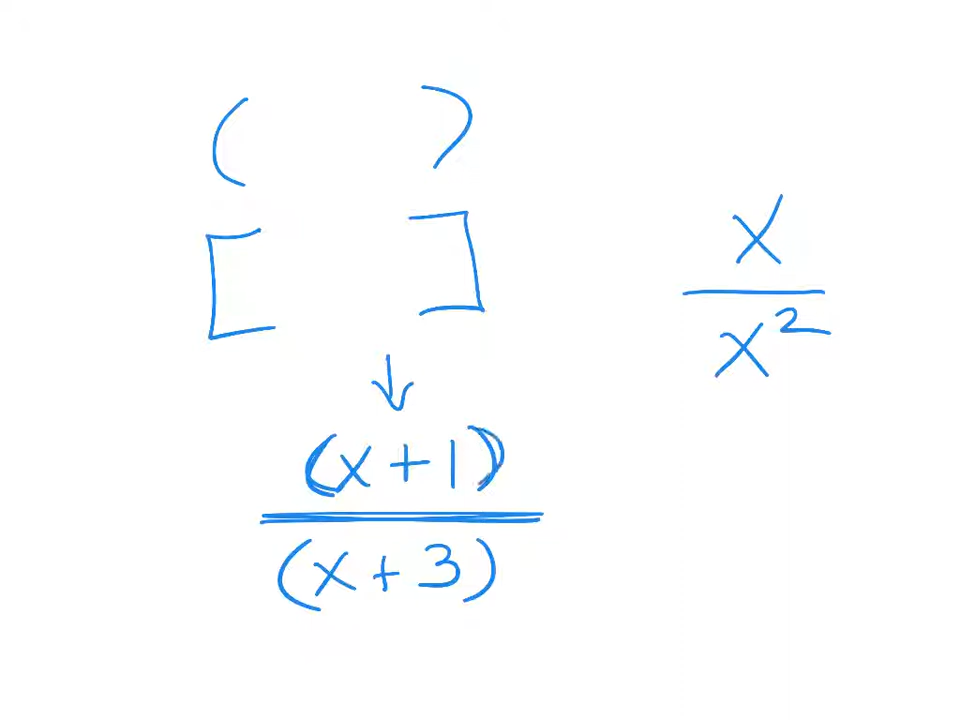 ( )
[ ]
↓
(x + 1)
(x + 3)
x
x²